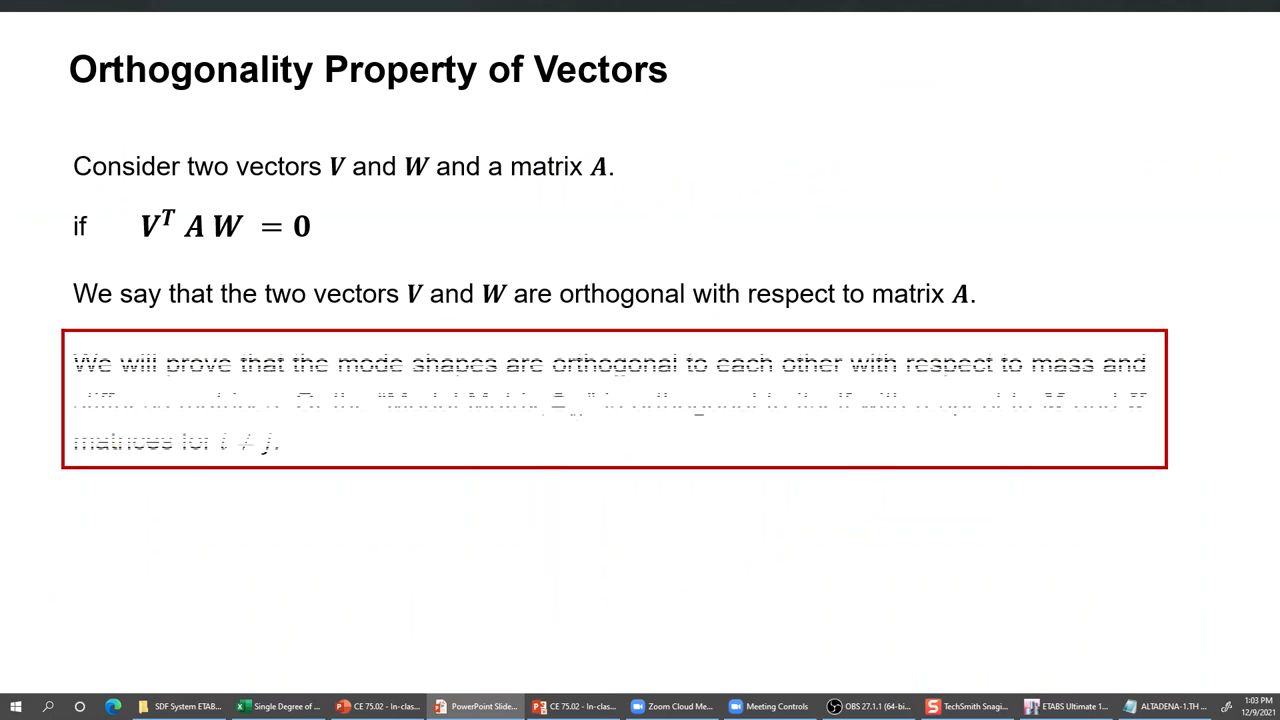 Orthogonality Property of Vectors
Consider two vectors V and W and a matrix A.
if V^T A W = 0
We say that the two vectors V and W are orthogonal with respect to matrix A.
We will prove that the mode shapes are orthogonal to each other with respect to mass and
matrices for i ≠ j.
SDF System ETAB... Single Degree of ... CE 75.02 - In-clas... PowerPoint Slide... CE 75.02 - In-clas... Zoom Cloud Me... Meeting Controls OBS 27.1.1 (64-bi... TechSmith Snagi... ETABS Ultimate 1... ALTADENA-1.TH ... 1:03 PM
12/9/2021